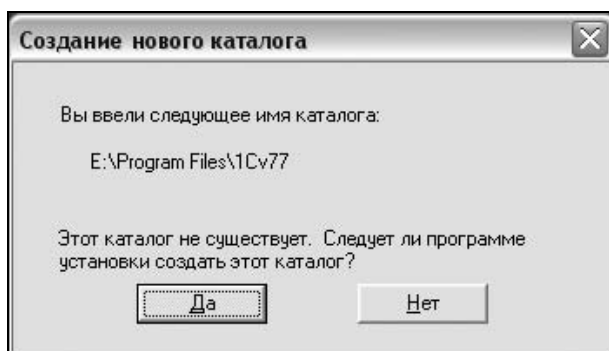 Создание нового каталога
Вы ввели следующее имя каталога:
E:\Program Files\1Cv77
Этот каталог не существует. Следует ли программе
установки создать этот каталог?
Да
Нет